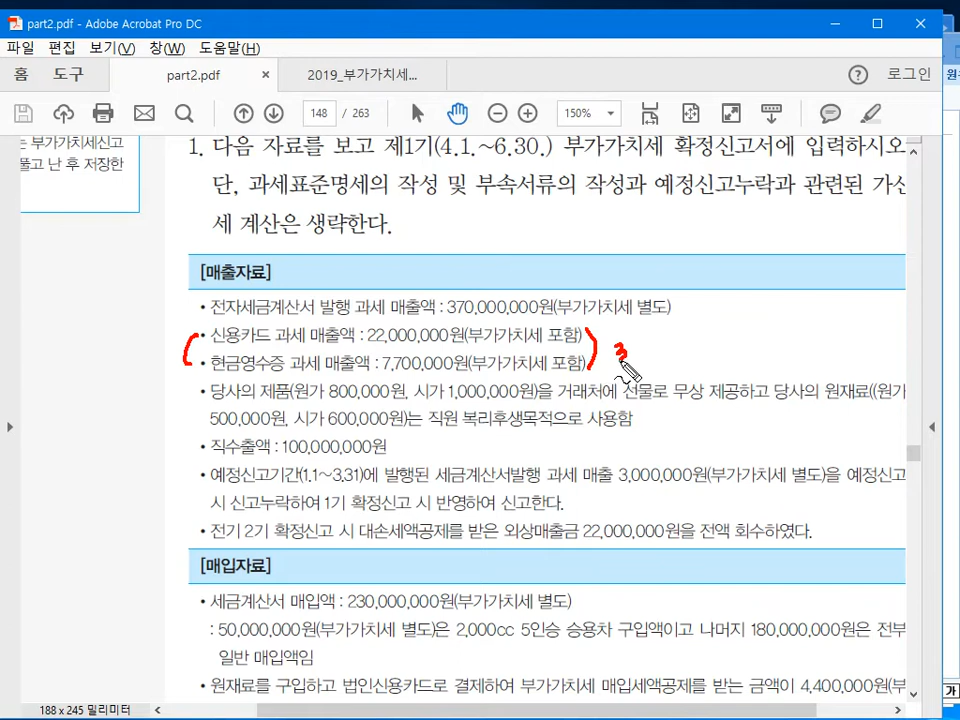 part2.pdf - Adobe Acrobat Pro DC
파일 편집 보기(V) 창(W) 도움말(H)
홈 도구 part2.pdf × 2019_부가가치세... ? 로그인
148 / 263 150%
부가가치세신고
풀고 난 후 저장한
1. 다음 자료를 보고 제1기(4.1.~6.30.) 부가가치세 확정신고서에 입력하시오
단, 과세표준명세의 작성 및 부속서류의 작성과 예정신고누락과 관련된 가산
세 계산은 생략한다.
[매출자료]
• 전자세금계산서 발행 과세 매출액 : 370,000,000원(부가가치세 별도)
• 신용카드 과세 매출액 : 22,000,000원(부가가치세 포함)
• 현금영수증 과세 매출액 : 7,700,000원(부가가치세 포함)
3
• 당사의 제품(원가 800,000원, 시가 1,000,000원)을 거래처에 선물로 무상 제공하고 당사의 원재료((원가
500,000원, 시가 600,000원)는 직원 복리후생목적으로 사용함
• 직수출액 : 100,000,000원
• 예정신고기간(1.1~3.31)에 발행된 세금계산서발행 과세 매출 3,000,000원(부가가치세 별도)을 예정신고
시 신고누락하여 1기 확정신고 시 반영하여 신고한다.
• 전기 2기 확정신고 시 대손세액공제를 받은 외상매출금 22,000,000원을 전액 회수하였다.
[매입자료]
• 세금계산서 매입액 : 230,000,000원(부가가치세 별도)
: 50,000,000원(부가가치세 별도)은 2,000cc 5인승 승용차 구입액이고 나머지 180,000,000원은 전부
일반 매입액임
• 원재료를 구입하고 법인신용카드로 결제하여 부가가치세 매입세액공제를 받는 금액이 4,400,000원(부
188 x 245 밀리미터